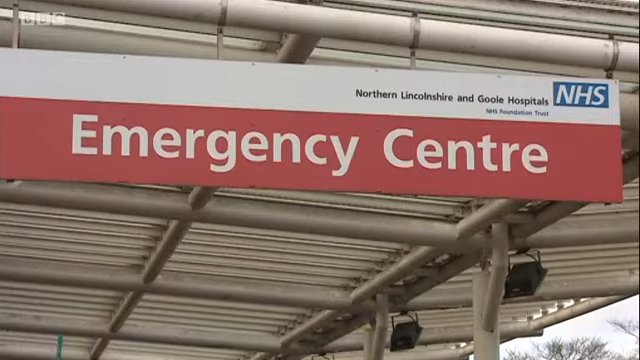 BBC
Northern Lincolnshire and Goole Hospitals NHS
NHS Foundation Trust
Emergency Centre